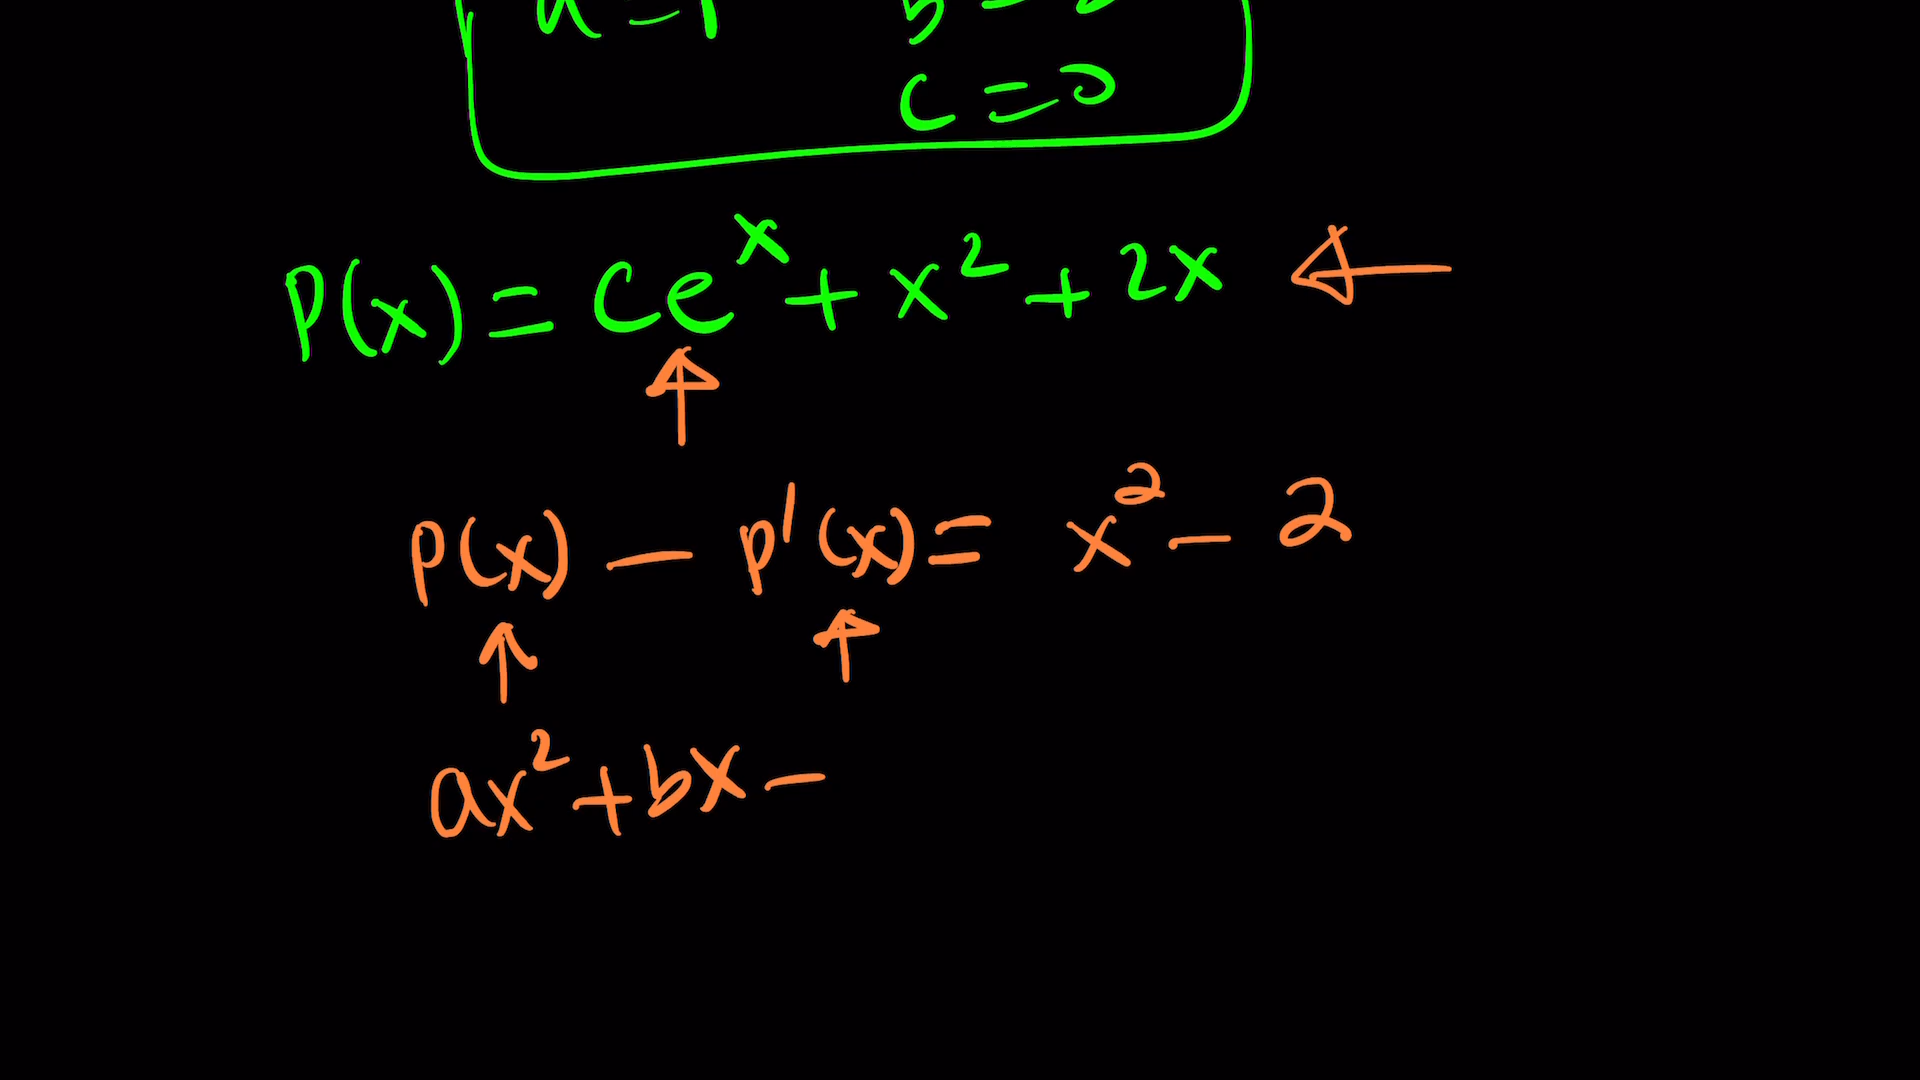 c = 0
P(x) = Ce^x + x^2 + 2x
P(x) - P'(x) = x^2 - 2
ax^2 + bx -